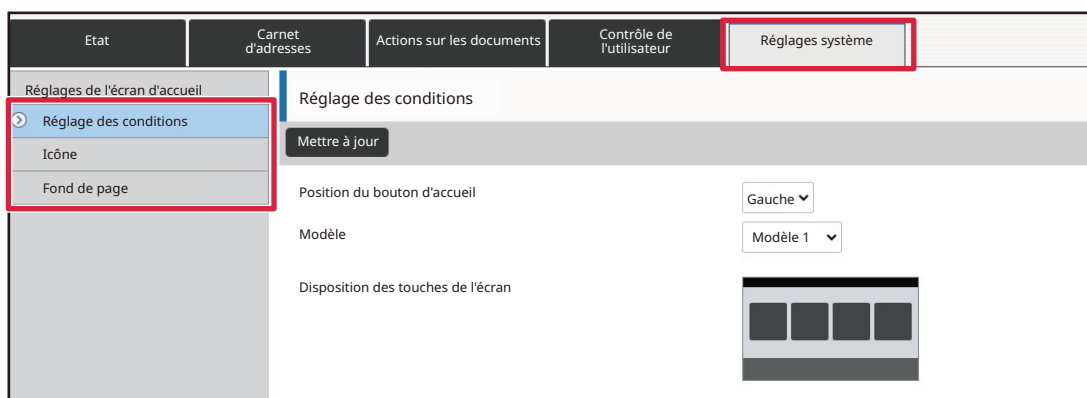 Etat
Carnet
d'adresses
Actions sur les documents
Contrôle de
l'utilisateur
Réglages système
Réglages de l'écran d'accueil
Réglage des conditions
Icône
Fond de page
Réglage des conditions
Mettre à jour
Position du bouton d'accueil
Gauche
Modèle
Modèle 1
Disposition des touches de l'écran